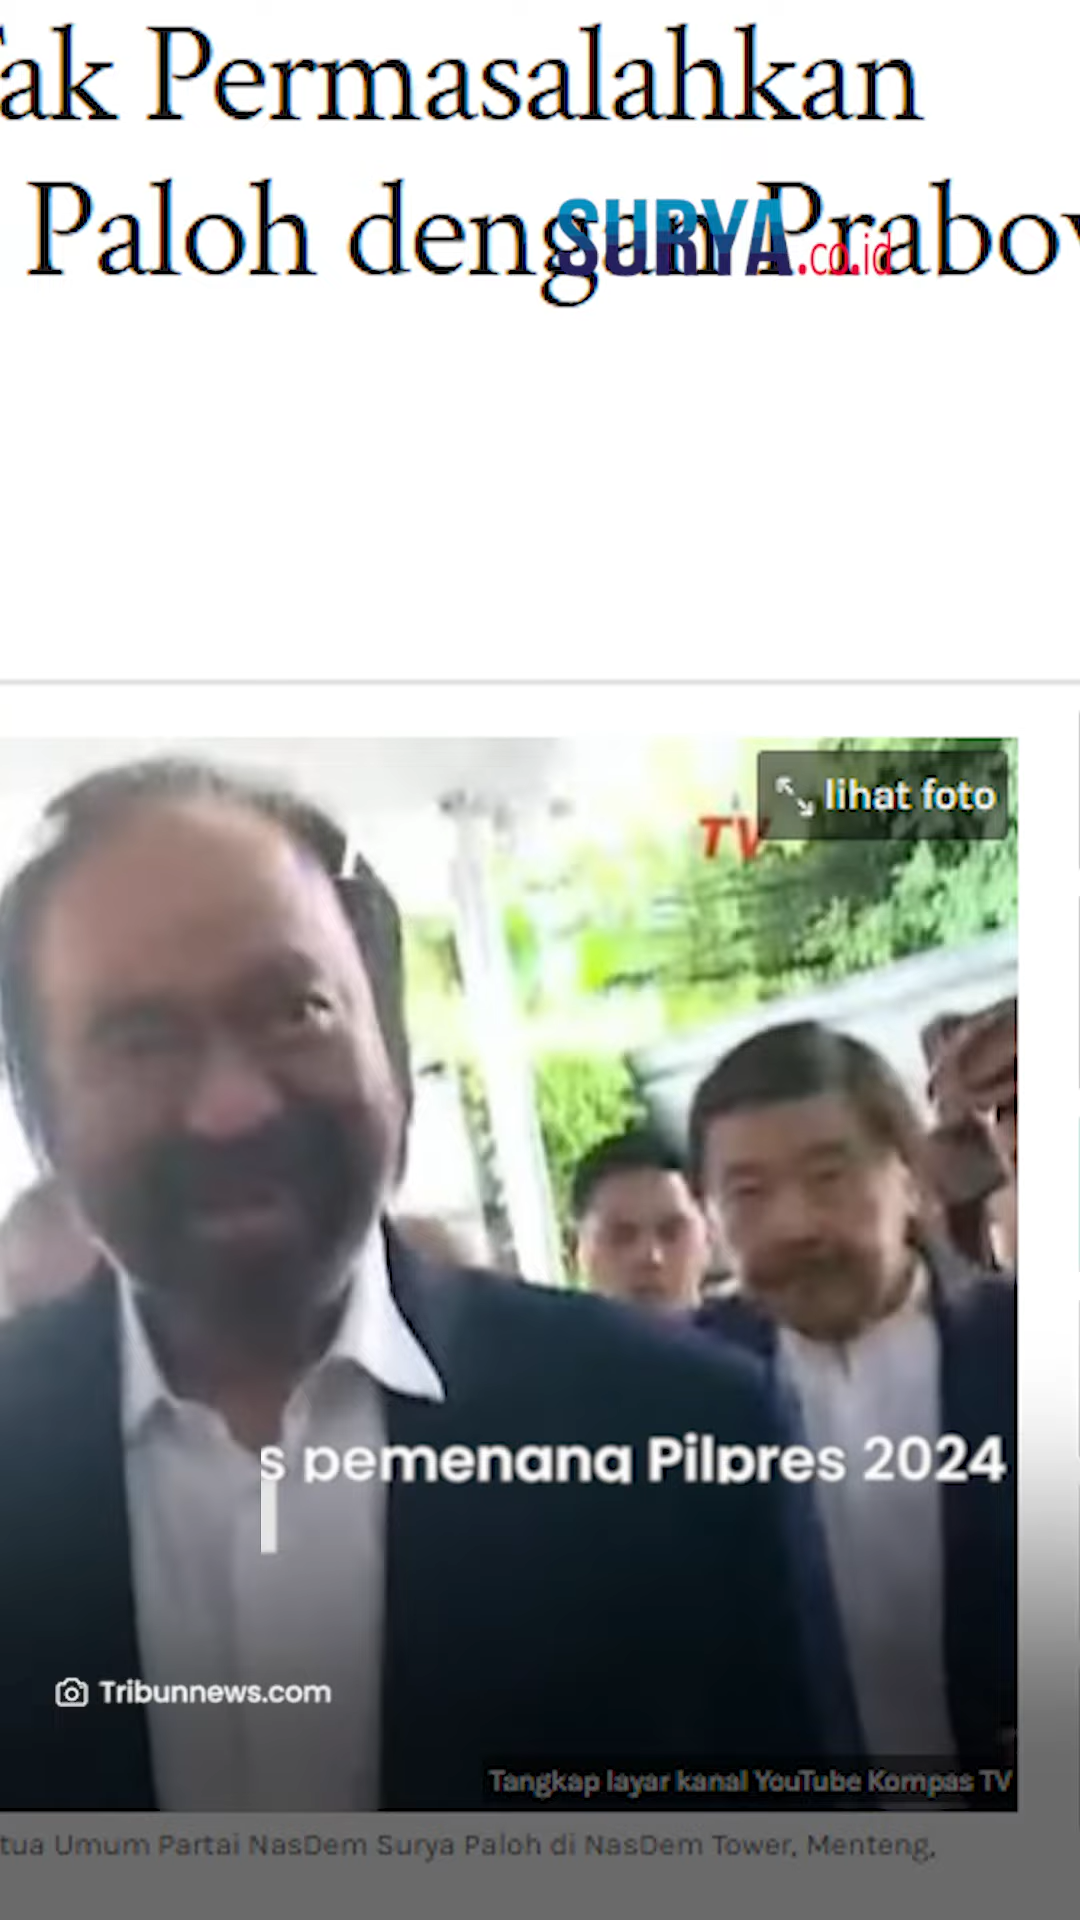 ak Permasalahkan
Paloh dengan Prabo
SURYA.co.id
lihat foto
TV
s pemenang Pilpres 2024
Tribunnews.com
Tangkap layar kanal YouTube Kompas TV
tua Umum Partai NasDem Surya Paloh di NasDem Tower, Menteng,